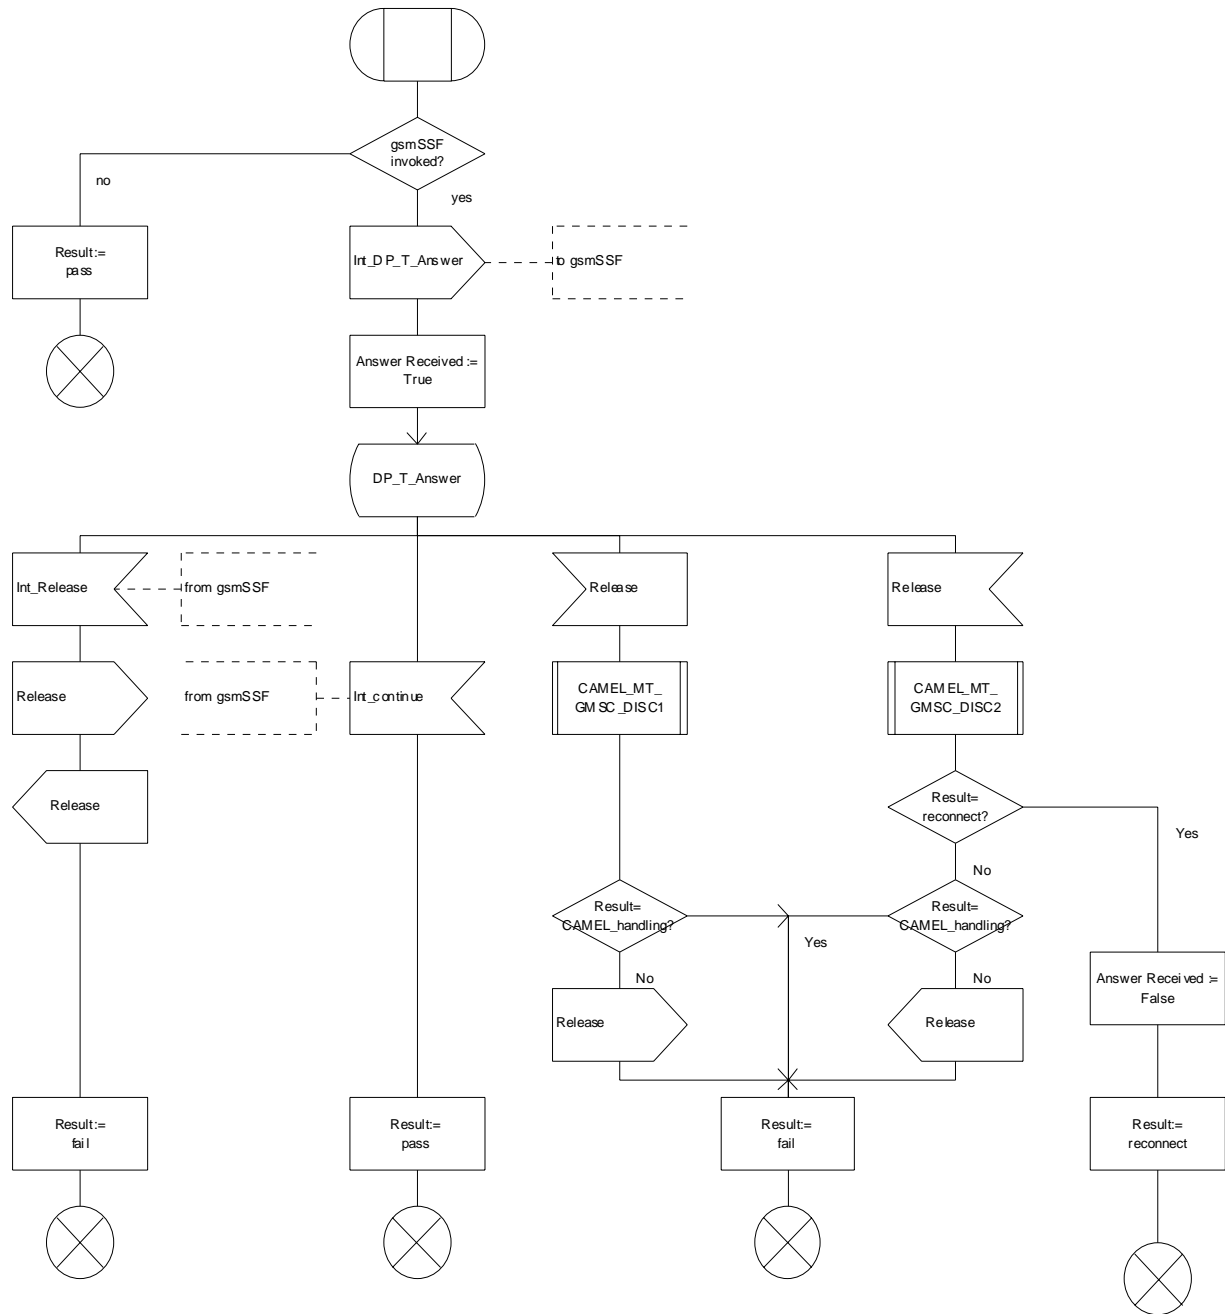 gsmSSF
invoked?
no
yes
Result:=
pass
Int_DP_T_Answer
to gsmSSF
Answer Received :=
True
DP_T_Answer
Int_Release
from gsmSSF
Release
Release
Release
from gsmSSF
Int_continue
CAMEL_MT_
GMSC_DISC1
CAMEL_MT_
GMSC_DISC2
Release
Result=
reconnect?
Yes
No
Result=
CAMEL_handling?
Yes
Result=
CAMEL_handling?
No
No
Answer Received :=
False
Release
Release
Result:=
fail
Result:=
pass
Result:=
fail
Result:=
reconnect